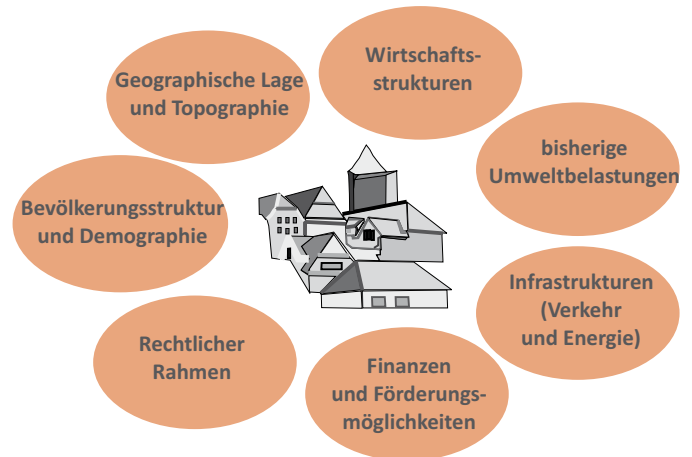 Geographische Lage
und Topographie
Wirtschafts-
strukturen
bisherige
Umweltbelastungen
Infrastrukturen
(Verkehr
und Energie)
Finanzen
und Förderungs-
möglichkeiten
Rechtlicher
Rahmen
Bevölkerungsstruktur
und Demographie